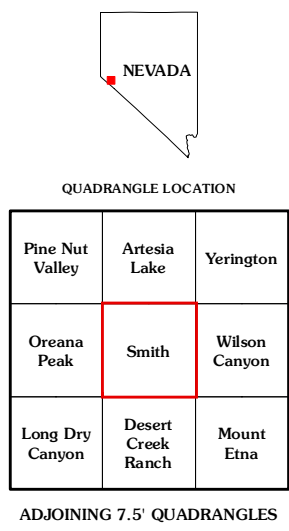 NEVADA
QUADRANGLE LOCATION
Pine Nut
Valley
Artesia
Lake
Yerington
Oreana
Peak
Smith
Wilson
Canyon
Long Dry
Canyon
Desert
Creek
Ranch
Mount
Etna
ADJOINING 7.5' QUADRANGLES